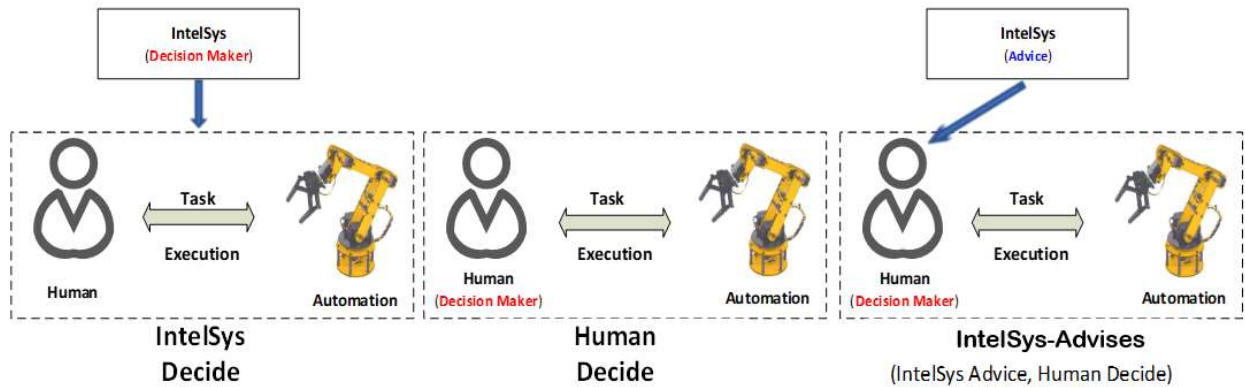 IntelSys
(Decision Maker)
Task
Execution
Human
Automation
IntelSys
Decide
Task
Execution
Human
(Decision Maker)
Automation
Human
Decide
IntelSys
(Advice)
Task
Execution
Human
(Decision Maker)
Automation
IntelSys-Advises
(IntelSys Advice, Human Decide)